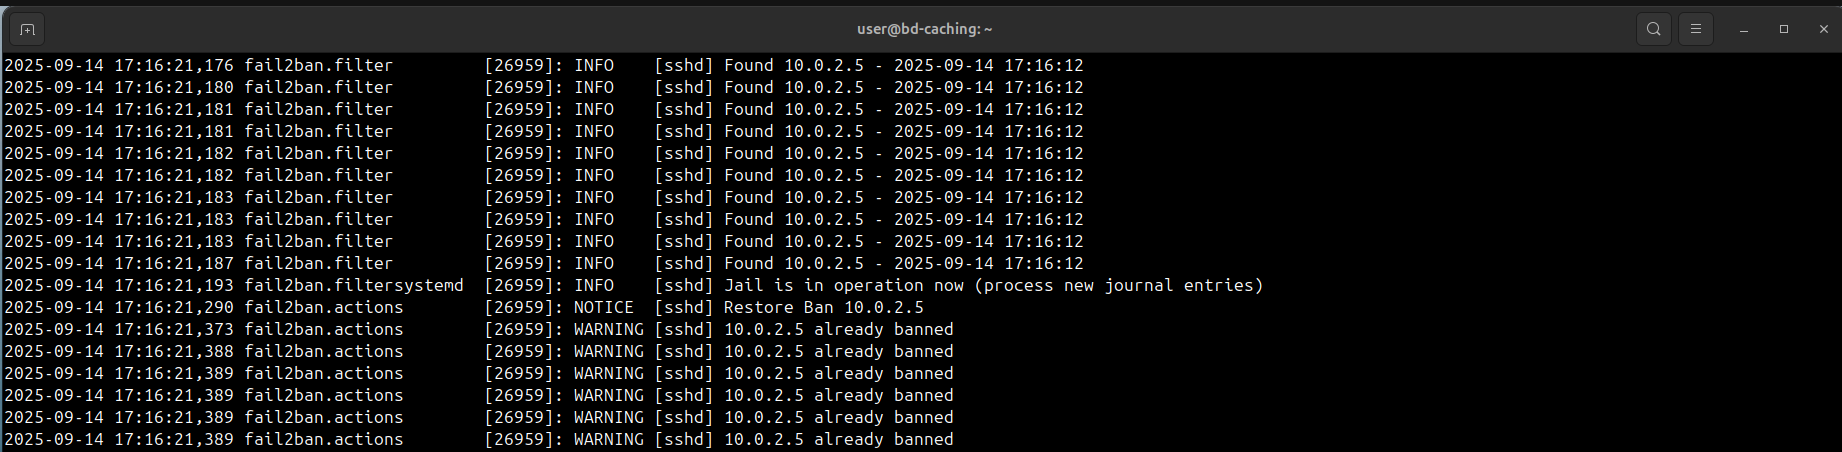 user@bd-caching: ~
2025-09-14 17:16:21,176 fail2ban.filter         [26959]: INFO    [sshd] Found 10.0.2.5 - 2025-09-14 17:16:12
2025-09-14 17:16:21,180 fail2ban.filter         [26959]: INFO    [sshd] Found 10.0.2.5 - 2025-09-14 17:16:12
2025-09-14 17:16:21,181 fail2ban.filter         [26959]: INFO    [sshd] Found 10.0.2.5 - 2025-09-14 17:16:12
2025-09-14 17:16:21,181 fail2ban.filter         [26959]: INFO    [sshd] Found 10.0.2.5 - 2025-09-14 17:16:12
2025-09-14 17:16:21,182 fail2ban.filter         [26959]: INFO    [sshd] Found 10.0.2.5 - 2025-09-14 17:16:12
2025-09-14 17:16:21,182 fail2ban.filter         [26959]: INFO    [sshd] Found 10.0.2.5 - 2025-09-14 17:16:12
2025-09-14 17:16:21,183 fail2ban.filter         [26959]: INFO    [sshd] Found 10.0.2.5 - 2025-09-14 17:16:12
2025-09-14 17:16:21,183 fail2ban.filter         [26959]: INFO    [sshd] Found 10.0.2.5 - 2025-09-14 17:16:12
2025-09-14 17:16:21,183 fail2ban.filter         [26959]: INFO    [sshd] Found 10.0.2.5 - 2025-09-14 17:16:12
2025-09-14 17:16:21,187 fail2ban.filter         [26959]: INFO    [sshd] Found 10.0.2.5 - 2025-09-14 17:16:12
2025-09-14 17:16:21,193 fail2ban.filtersystemd  [26959]: INFO    [sshd] Jail is in operation now (process new journal entries)
2025-09-14 17:16:21,290 fail2ban.actions        [26959]: NOTICE  [sshd] Restore Ban 10.0.2.5
2025-09-14 17:16:21,373 fail2ban.actions        [26959]: WARNING [sshd] 10.0.2.5 already banned
2025-09-14 17:16:21,388 fail2ban.actions        [26959]: WARNING [sshd] 10.0.2.5 already banned
2025-09-14 17:16:21,389 fail2ban.actions        [26959]: WARNING [sshd] 10.0.2.5 already banned
2025-09-14 17:16:21,389 fail2ban.actions        [26959]: WARNING [sshd] 10.0.2.5 already banned
2025-09-14 17:16:21,389 fail2ban.actions        [26959]: WARNING [sshd] 10.0.2.5 already banned
2025-09-14 17:16:21,389 fail2ban.actions        [26959]: WARNING [sshd] 10.0.2.5 already banned